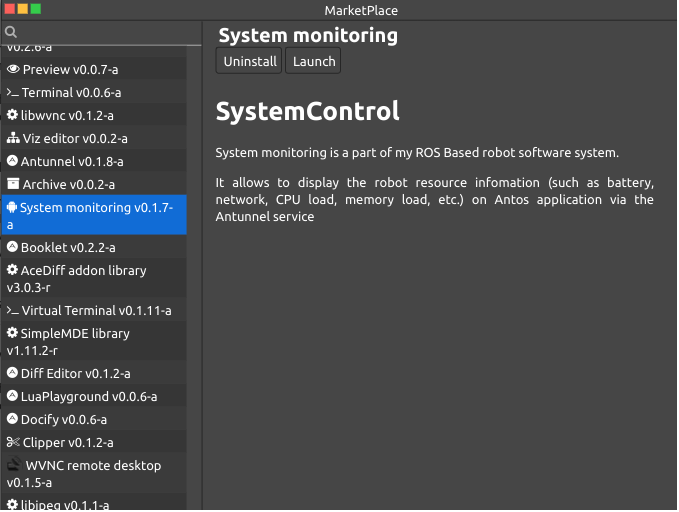 MarketPlace
v0.2.6-a
Preview v0.0.7-a
Terminal v0.0.6-a
libwvnc v0.1.2-a
Viz editor v0.0.2-a
Antunnel v0.1.8-a
Archive v0.0.2-a
System monitoring v0.1.7-
a
Booklet v0.2.2-a
AceDiff addon library
v3.0.3-r
Virtual Terminal v0.1.11-a
SimpleMDE library
v1.11.2-r
Diff Editor v0.1.2-a
LuaPlayground v0.0.6-a
Docify v0.0.6-a
Clipper v0.1.2-a
WVNC remote desktop
v0.1.5-a
libjpeg v0.1.1-a
System monitoring
Uninstall Launch
SystemControl
System monitoring is a part of my ROS Based robot software system.
It allows to display the robot resource infomation (such as battery,
network, CPU load, memory load, etc.) on Antos application via the
Antunnel service